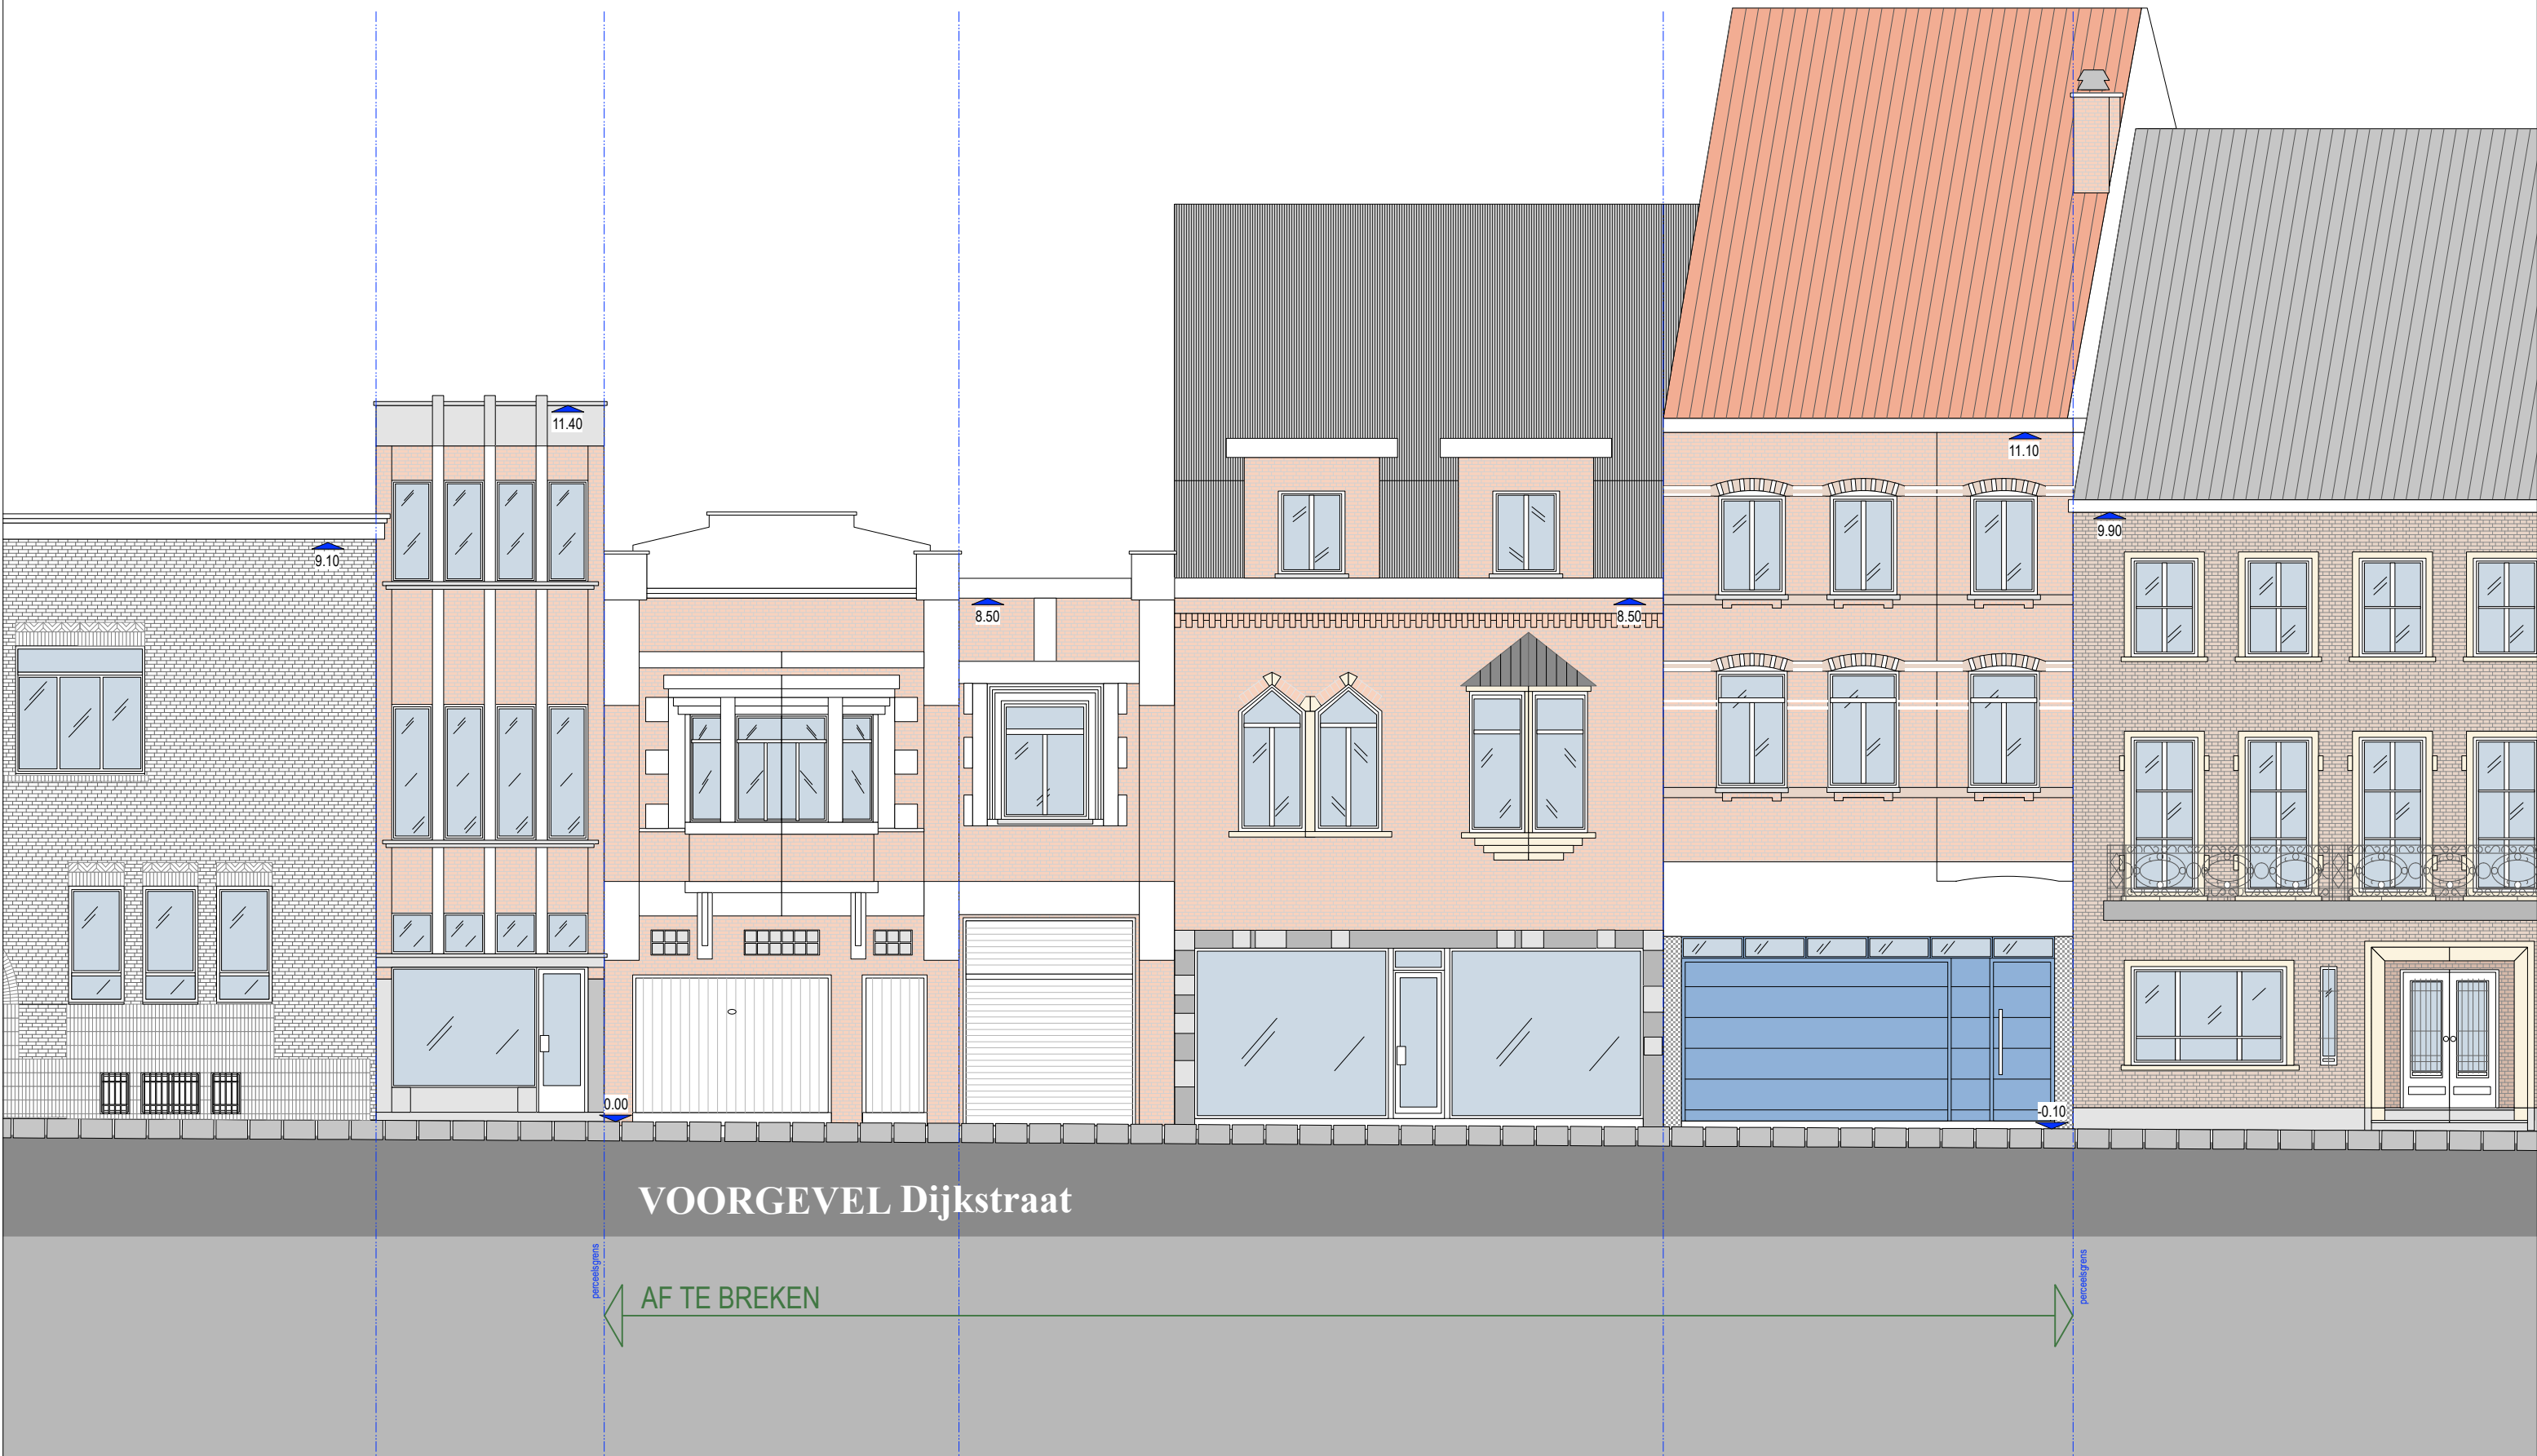 11.40
11.10
9.90
9.10
8.50
8.50
0.00
-0.10
VOORGEVEL Dijkstraat
perceelsgrens
perceelsgrens
AF TE BREKEN